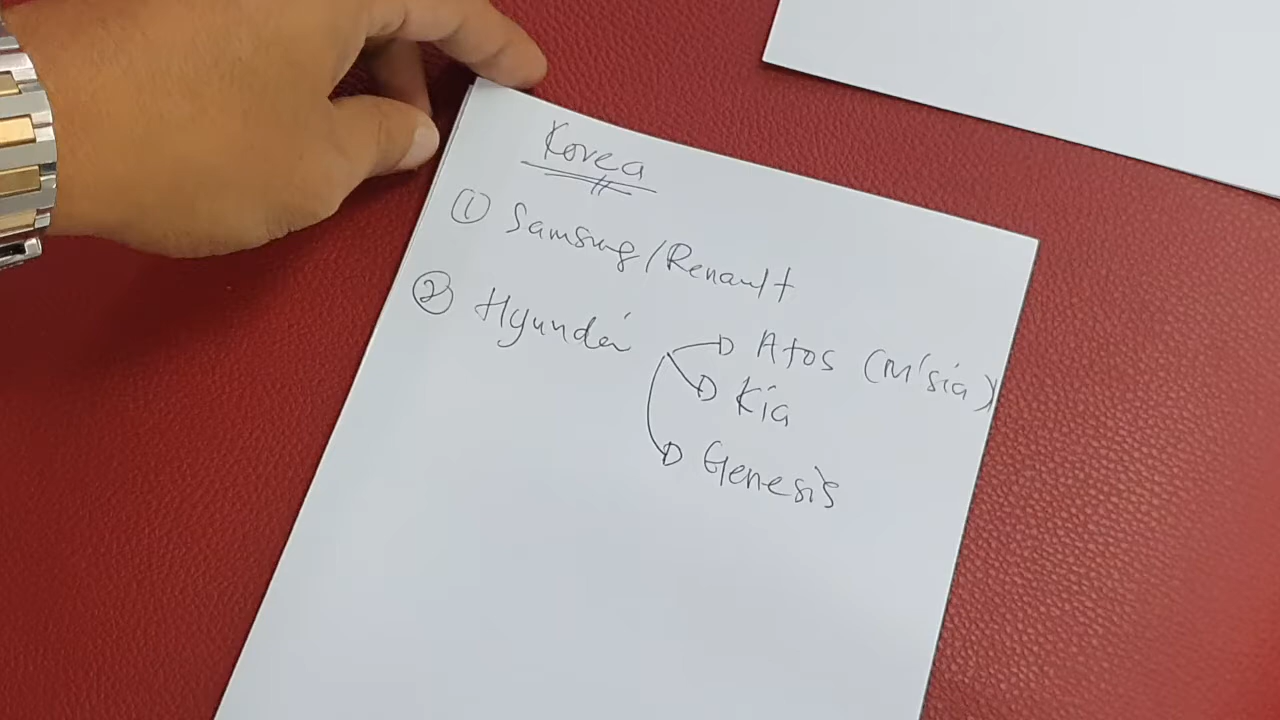 Korea
① Samsung/Renault
② Hyundai
Atos (M'sia)
Kia
Genesis